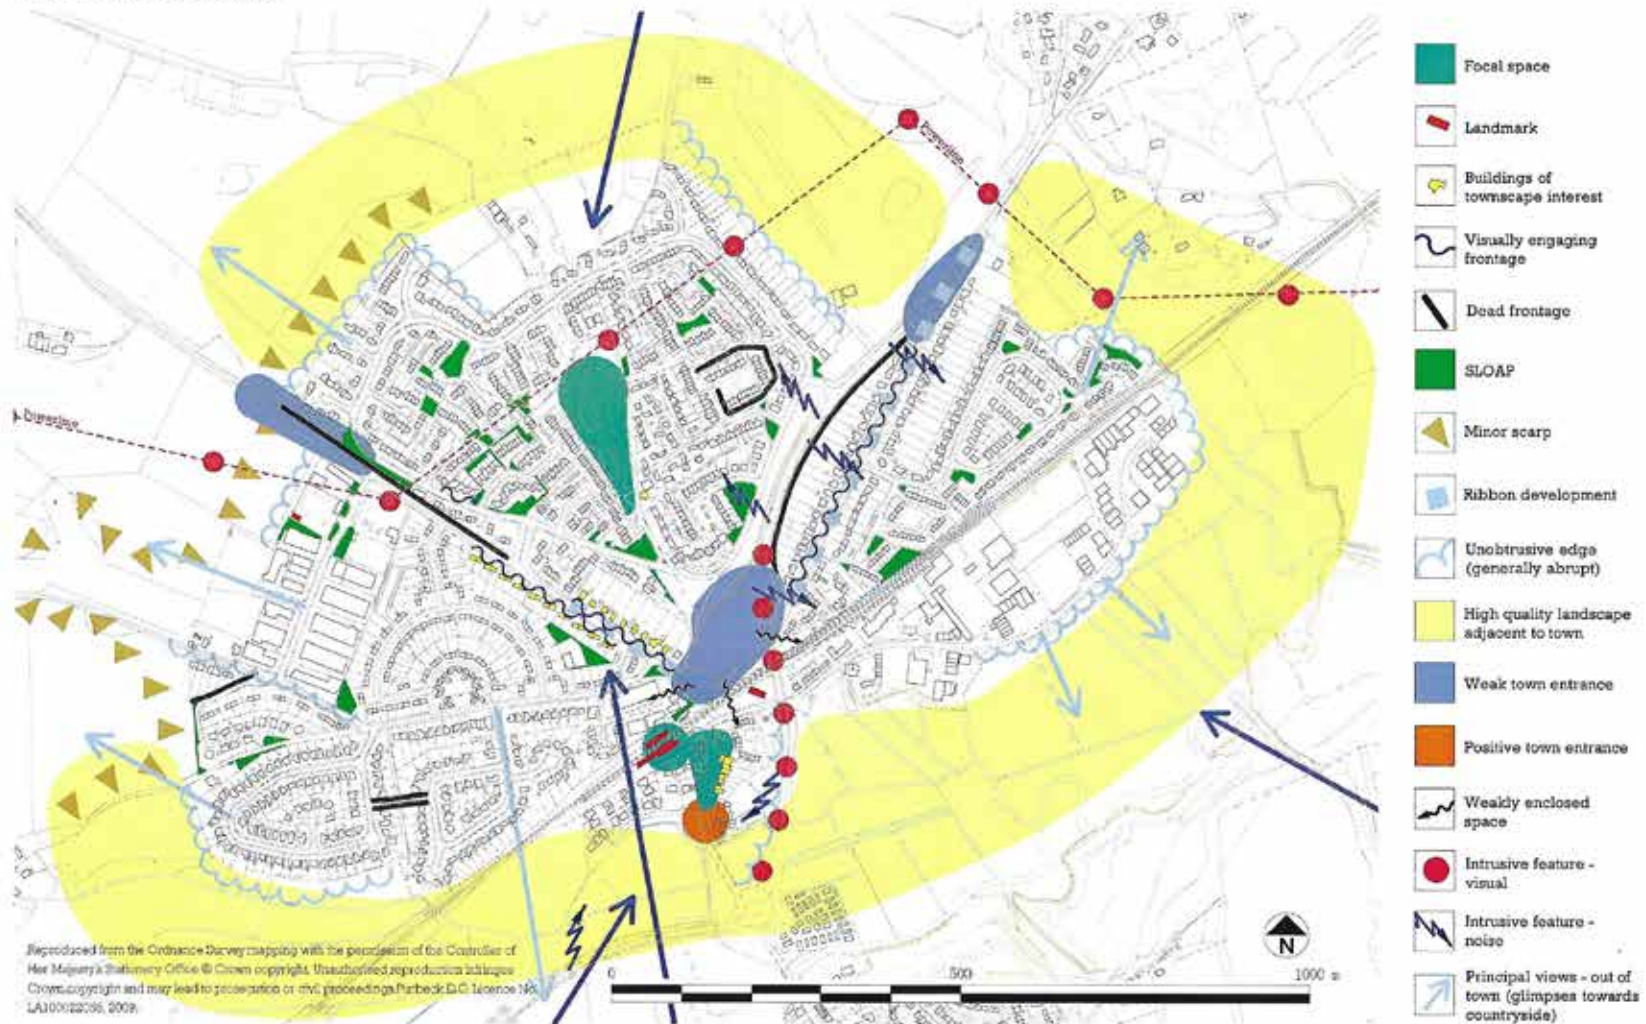 Powerline
Powerline
Focal space
Landmark
Buildings of
townscape interest
Visually engaging
frontage
Dead frontage
SLOAP
Minor scarp
Ribbon development
Unobtrusive edge
(generally abrupt)
High quality landscape
adjacent to town
Weak town entrance
Positive town entrance
Weakly enclosed
space
Intrusive feature -
visual
Intrusive feature -
noise
Principal views - out of
town (glimpses towards
countryside)
N
0 500 1000 m
Reproduced from the Ordnance Survey mapping with the permission of the Controller of
Her Majesty's Stationery Office © Crown copyright. Unauthorised reproduction infringes
Crown copyright and may lead to prosecution or civil proceedings Purbeck D.C. Licence No.
2009.